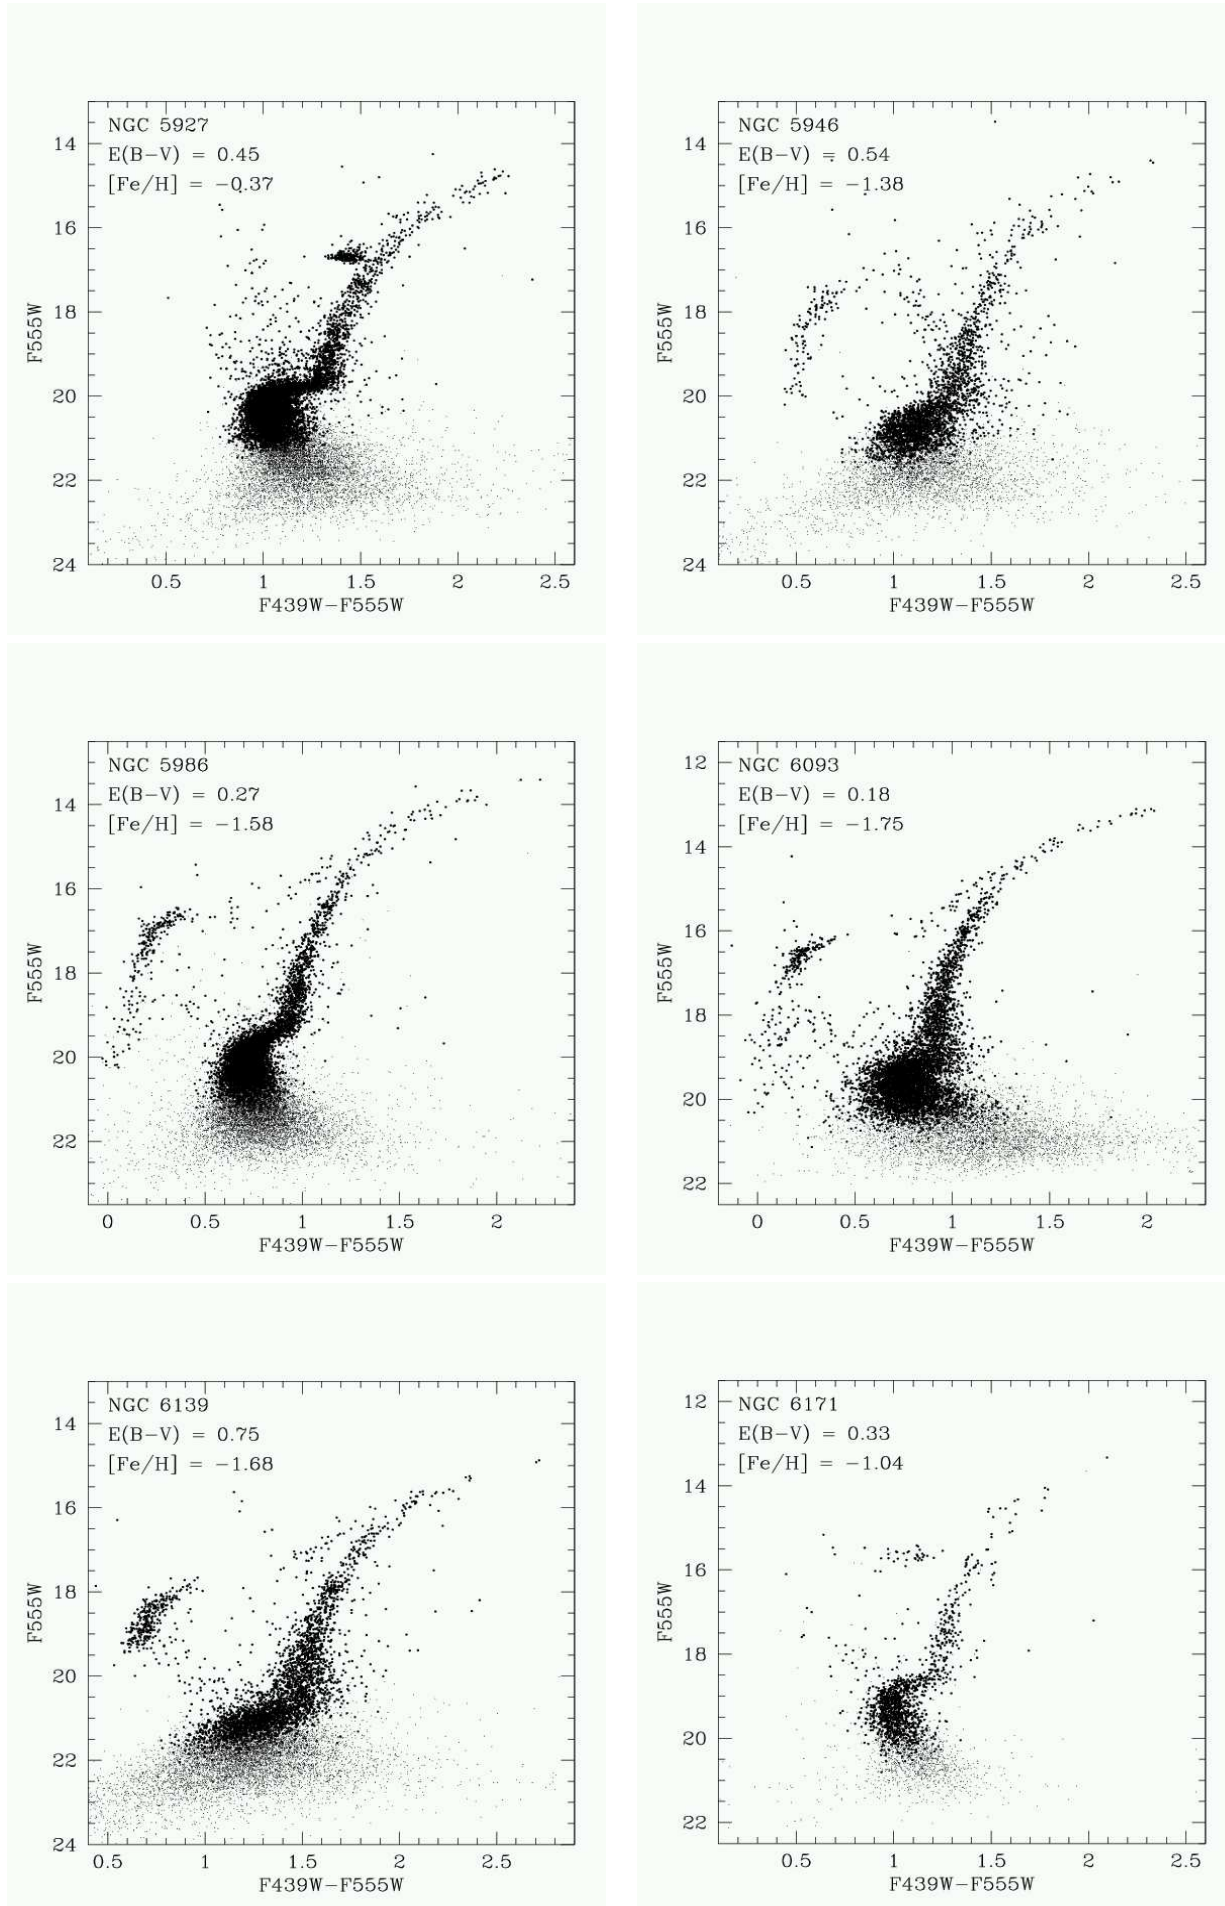 NGC 5927
E(B−V) = 0.45
[Fe/H] = −0.37
14
16
18
20
22
24
F555W
0.5 1 1.5 2 2.5
F439W−F555W
NGC 5946
E(B−V) = 0.54
[Fe/H] = −1.38
14
16
18
20
22
24
F555W
0.5 1 1.5 2 2.5
F439W−F555W
NGC 5986
E(B−V) = 0.27
[Fe/H] = −1.58
14
16
18
20
22
F555W
0 0.5 1 1.5 2
F439W−F555W
NGC 6093
E(B−V) = 0.18
[Fe/H] = −1.75
12
14
16
18
20
22
F555W
0 0.5 1 1.5 2
F439W−F555W
NGC 6139
E(B−V) = 0.75
[Fe/H] = −1.68
14
16
18
20
22
24
F555W
0.5 1 1.5 2 2.5
F439W−F555W
NGC 6171
E(B−V) = 0.33
[Fe/H] = −1.04
12
14
16
18
20
22
F555W
0.5 1 1.5 2 2.5
F439W−F555W